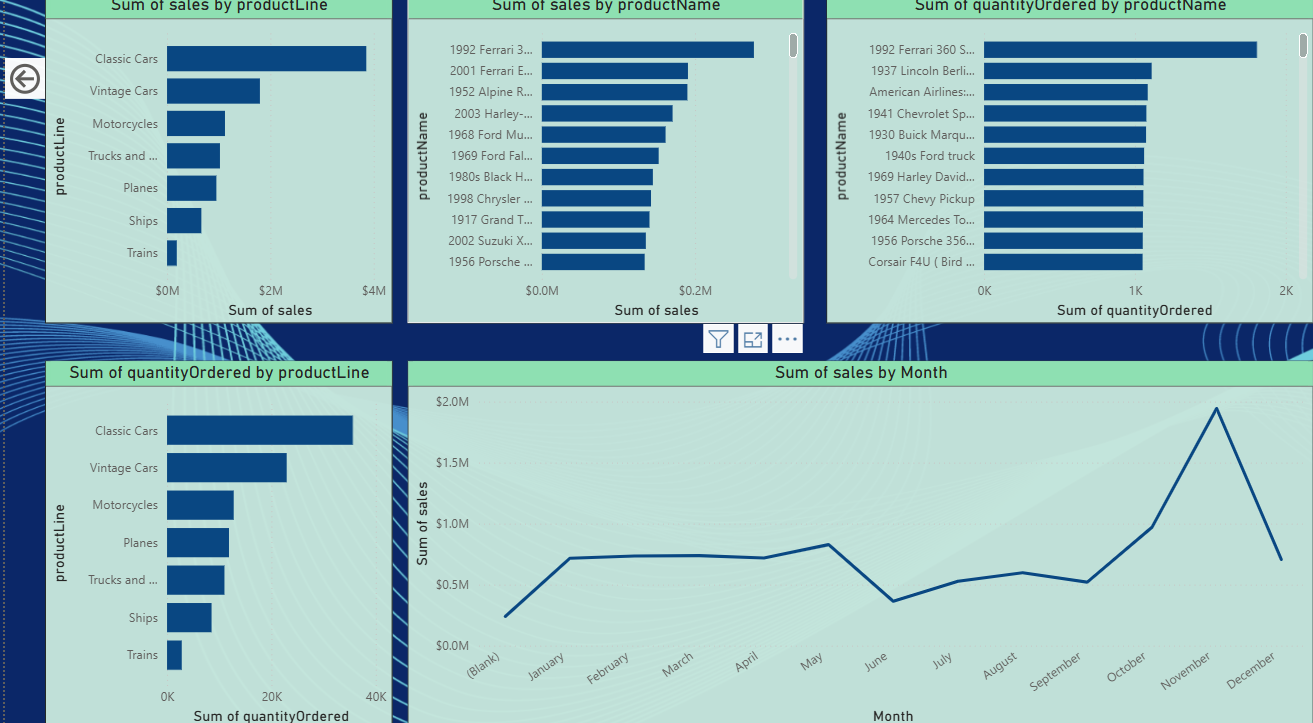 Sum of sales by productLine
productLine
Classic Cars
Vintage Cars
Motorcycles
Trucks and ...
Planes
Ships
Trains
$0M
$2M
$4M
Sum of sales
Sum of sales by productName
productName
1992 Ferrari 3...
2001 Ferrari E...
1952 Alpine R...
2003 Harley-...
1968 Ford Mu...
1969 Ford Fal...
1980s Black H...
1998 Chrysler ...
1917 Grand T...
2002 Suzuki X...
1956 Porsche ...
$0.0M
$0.2M
Sum of sales
Sum of quantityOrdered by productName
productName
1992 Ferrari 360 S...
1937 Lincoln Berli...
American Airlines:...
1941 Chevrolet Sp...
1930 Buick Marqu...
1940s Ford truck
1969 Harley David...
1957 Chevy Pickup
1964 Mercedes To...
1956 Porsche 356...
Corsair F4U ( Bird ...
0K
1K
2K
Sum of quantityOrdered
Sum of quantityOrdered by productLine
productLine
Classic Cars
Vintage Cars
Motorcycles
Planes
Trucks and ...
Ships
Trains
0K
20K
40K
Sum of quantityOrdered
Sum of sales by Month
Sum of sales
$2.0M
$1.5M
$1.0M
$0.5M
$0.0M
(Blank)
January
February
March
April
May
June
July
August
September
October
November
December
Month